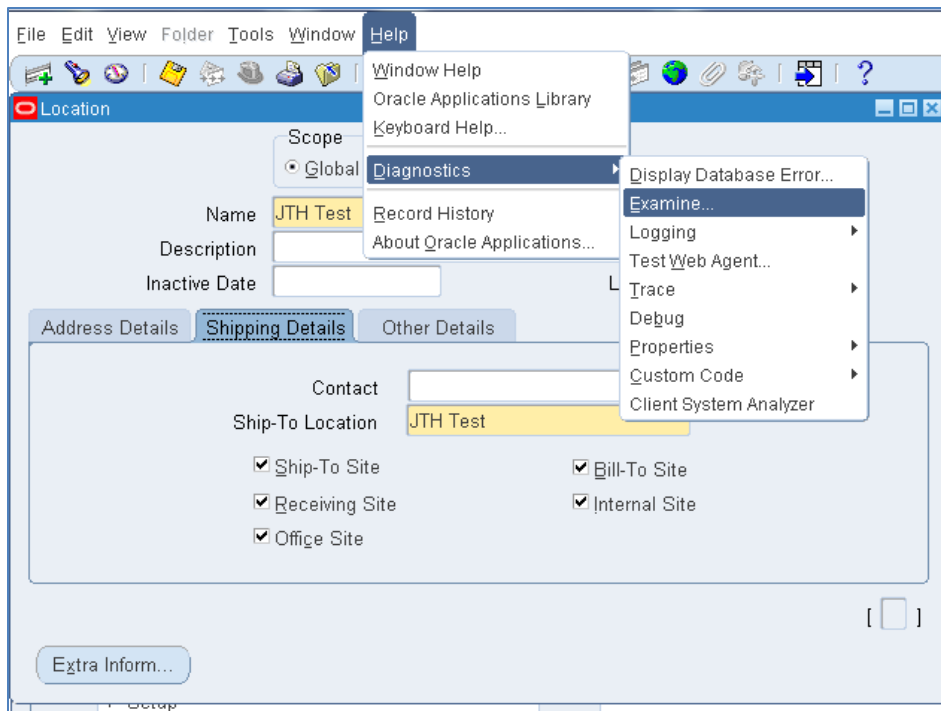 File Edit View Folder Tools Window Help
Location
Window Help
Oracle Applications Library
Keyboard Help...
Diagnostics
Record History
About Oracle Applications...
Display Database Error...
Examine...
Logging
Test Web Agent...
Trace
Debug
Properties
Custom Code
Client System Analyzer
Scope
Global
Name JTH Test
Description
Inactive Date
Address Details Shipping Details Other Details
Contact
Ship-To Location JTH Test
Ship-To Site Bill-To Site
Receiving Site Internal Site
Office Site
[ ]
Extra Inform...